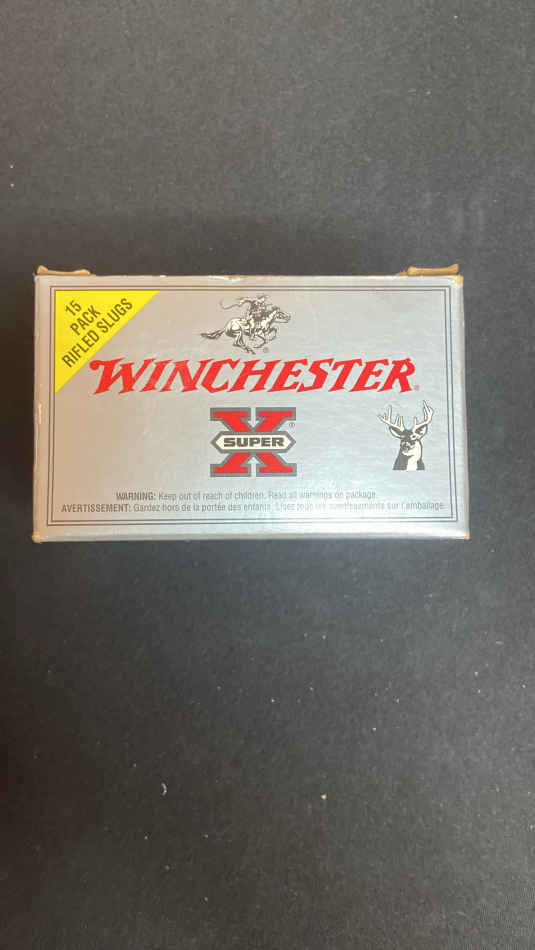 15
PACK
RIFLED SLUGS
WINCHESTER®
SUPER X®
WARNING: Keep out of reach of children. Read all warnings on package.
AVERTISSEMENT: Gardez hors de la portée des enfants. Lisez tous les avertissements sur l'emballage.